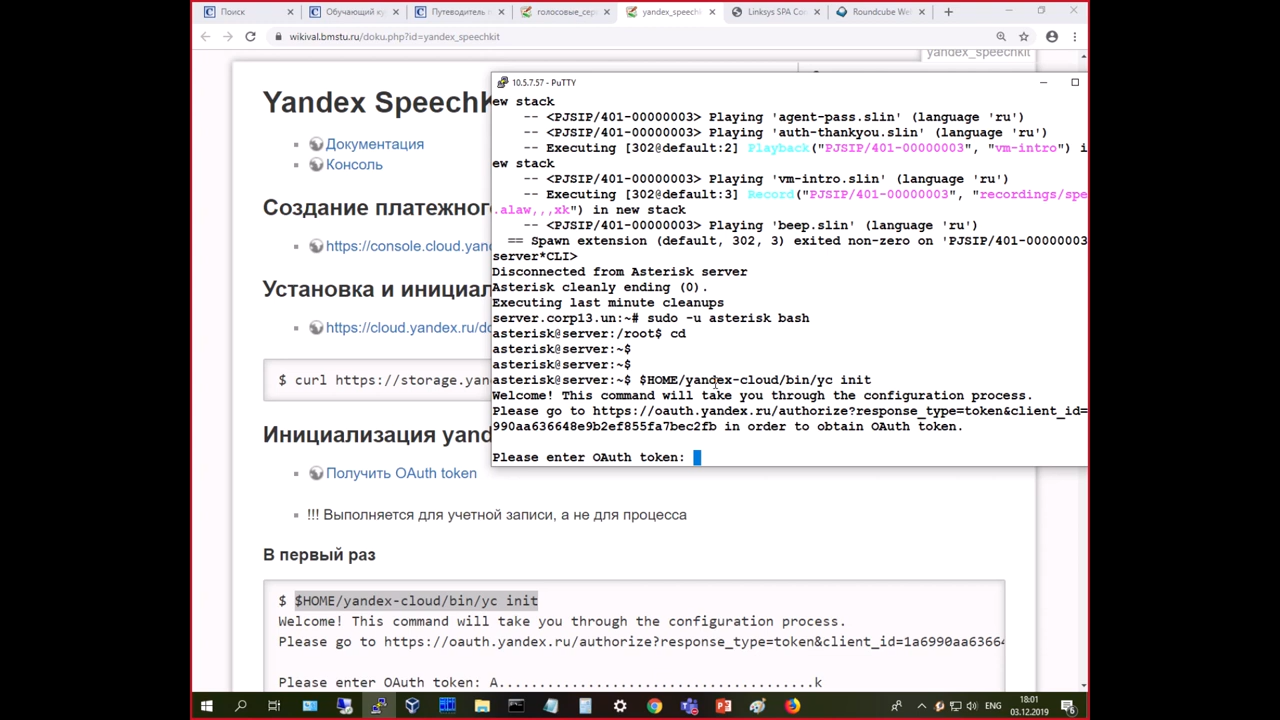 Поиск
Обучающий ку
Путеводитель
голосовые_сер
yandex_speechk
Linksys SPA Co
Roundcube We
wikival.bmstu.ru/doku.php?id=yandex_speechkit
yandex_speechkit
Yandex SpeechK
Документация
Консоль
Создание платежног
https://console.cloud.yan
Установка и инициал
https://cloud.yandex.ru/do
$ curl https://storage.yan
Инициализация yand
Получить OAuth token
!!! Выполняется для учетной записи, а не для процесса
В первый раз
$ $HOME/yandex-cloud/bin/yc init
Welcome! This command will take you through the configuration process.
Please go to https://oauth.yandex.ru/authorize?response_type=token&client_id=1a6990aa63664
Please enter OAuth token: A...................................k
10.5.7.57 - PuTTY
ew stack
-- <PJSIP/401-00000003> Playing 'agent-pass.slin' (language 'ru')
-- <PJSIP/401-00000003> Playing 'auth-thankyou.slin' (language 'ru')
-- Executing [302@default:2] Playback("PJSIP/401-00000003", "vm-intro") i
ew stack
-- <PJSIP/401-00000003> Playing 'vm-intro.slin' (language 'ru')
-- Executing [302@default:3] Record("PJSIP/401-00000003", "recordings/spe
.alaw,,,xk") in new stack
-- <PJSIP/401-00000003> Playing 'beep.slin' (language 'ru')
== Spawn extension (default, 302, 3) exited non-zero on 'PJSIP/401-00000003
server*CLI>
Disconnected from Asterisk server
Asterisk cleanly ending (0).
Executing last minute cleanups
server.corp13.un:~# sudo -u asterisk bash
asterisk@server:/root$ cd
asterisk@server:~$
asterisk@server:~$
asterisk@server:~$ $HOME/yandex-cloud/bin/yc init
Welcome! This command will take you through the configuration process.
Please go to https://oauth.yandex.ru/authorize?response_type=token&client_id=
990aa636648e9b2ef855fa7bec2fb in order to obtain OAuth token.
Please enter OAuth token:
ENG
18:01
03.12.2019
6